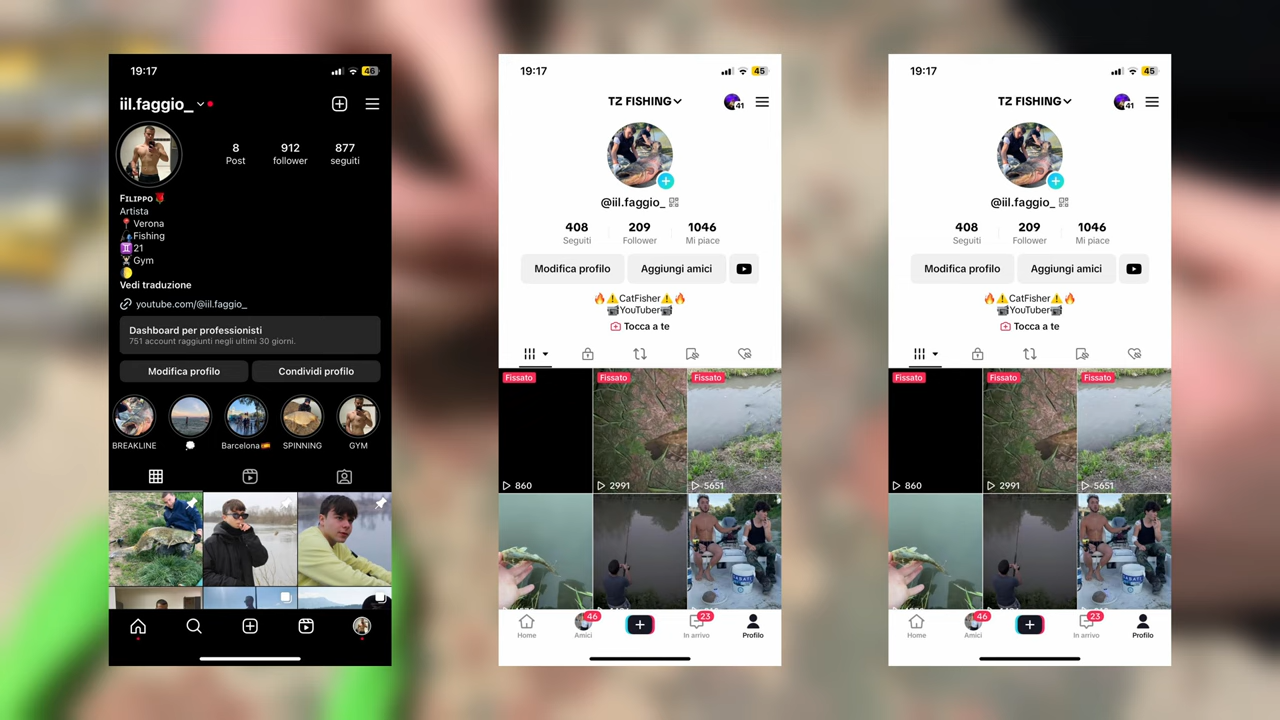 19:17
46
iil.faggio_
8
912
877
Post
follower
seguiti
Fɪʟɪᴘᴘᴏ
Artista
Verona
Fishing
21
Gym
Vedi traduzione
youtube.com/@iil.faggio_
Dashboard per professionisti
751 account raggiunti negli ultimi 30 giorni.
Modifica profilo
Condividi profilo
BREAKLINE
Barcelona
SPINNING
GYM
19:17
45
TZ FISHING
41
@iil.faggio_
408
209
1046
Seguiti
Follower
Mi piace
Modifica profilo
Aggiungi amici
CatFisher
YouTuber
Tocca a te
Fissato
Fissato
Fissato
860
2991
5651
46
23
Home
Amici
In arrivo
Profilo
19:17
45
TZ FISHING
41
@iil.faggio_
408
209
1046
Seguiti
Follower
Mi piace
Modifica profilo
Aggiungi amici
CatFisher
YouTuber
Tocca a te
Fissato
Fissato
Fissato
860
2991
5651
46
23
Home
Amici
In arrivo
Profilo